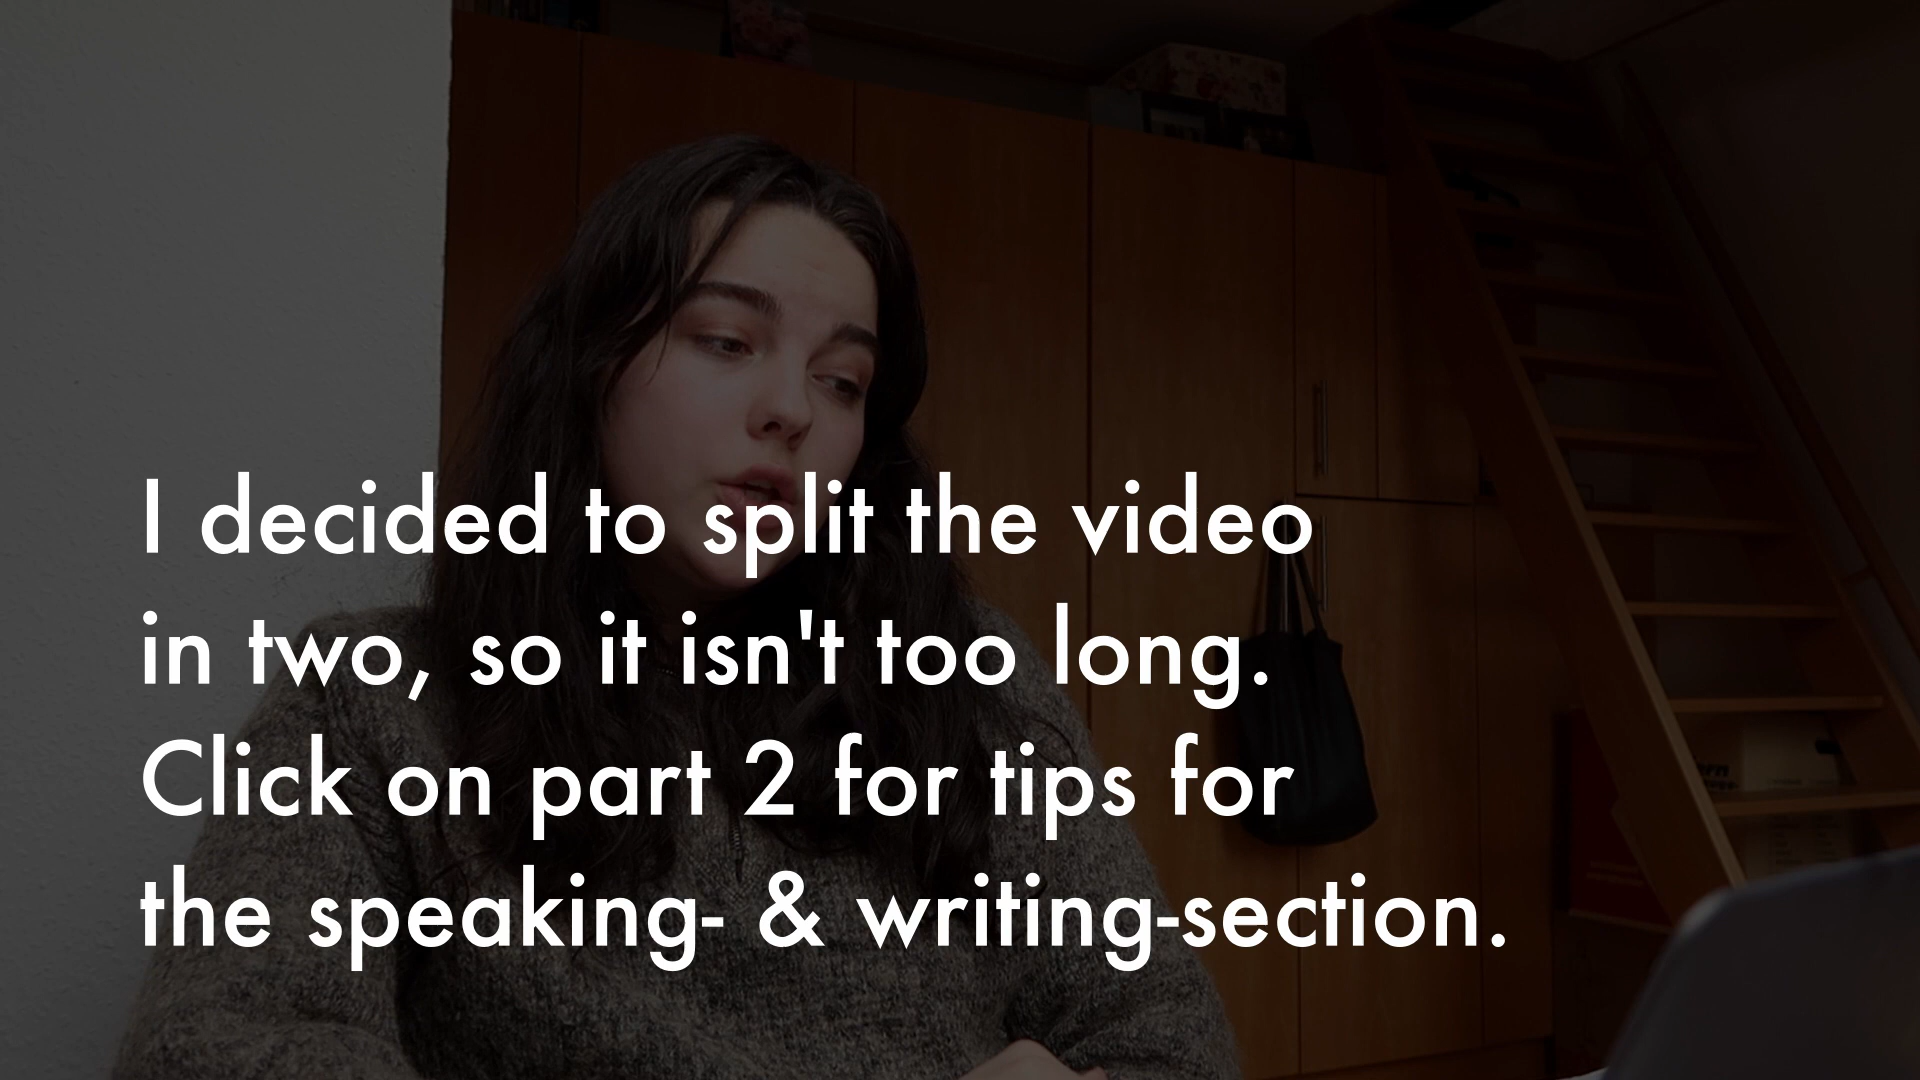 I decided to split the video
in two, so it isn't too long.
Click on part 2 for tips for
the speaking- & writing-section.